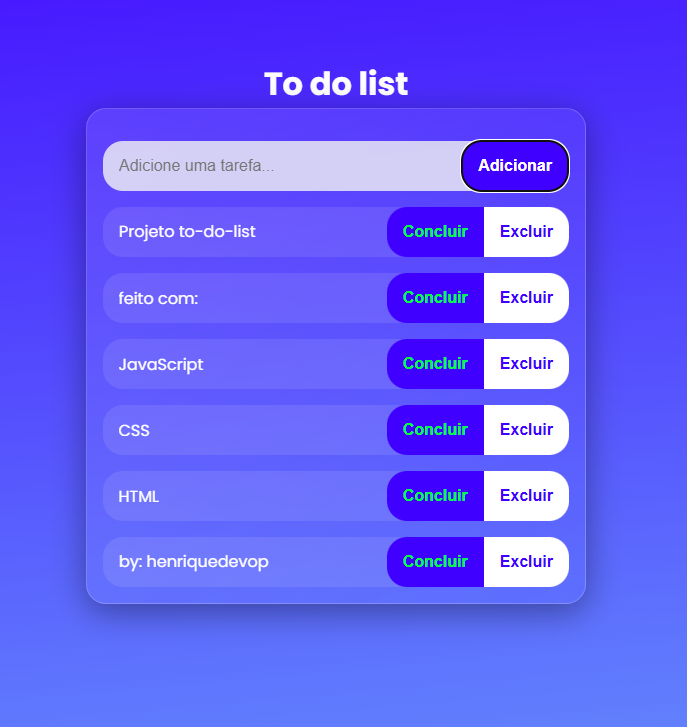 To do list
Adicione uma tarefa... Adicionar
Projeto to-do-list Concluir Excluir
feito com: Concluir Excluir
JavaScript Concluir Excluir
CSS Concluir Excluir
HTML Concluir Excluir
by: henriquedevop Concluir Excluir